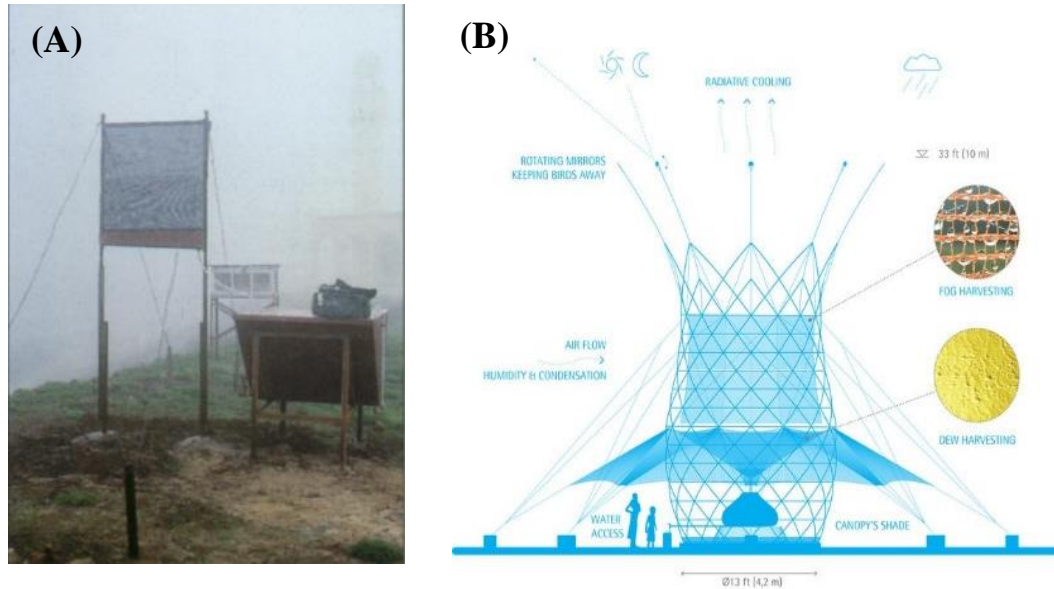 (A)
(B)
RADIATIVE COOLING
ROTATING MIRRORS
KEEPING BIRDS AWAY
33 ft (10 m)
FOG HARVESTING
AIR FLOW
HUMIDITY & CONDENSATION
DEW HARVESTING
WATER
ACCESS
CANOPY'S SHADE
Ø13 ft (4,2 m)